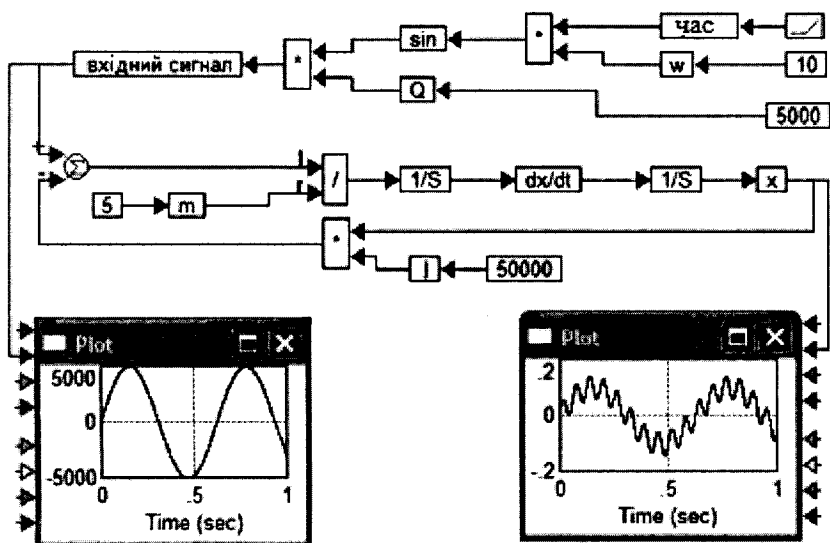 sin * час
вхідний сигнал * w 10
Q 5000
+
Σ
-
l
r / 1/S dx/dt 1/S x
5 m
*
j 50000
Plot
5000
0
-5000
0 .5 1
Time (sec)
Plot
.2
0
-.2
0 .5 1
Time (sec)